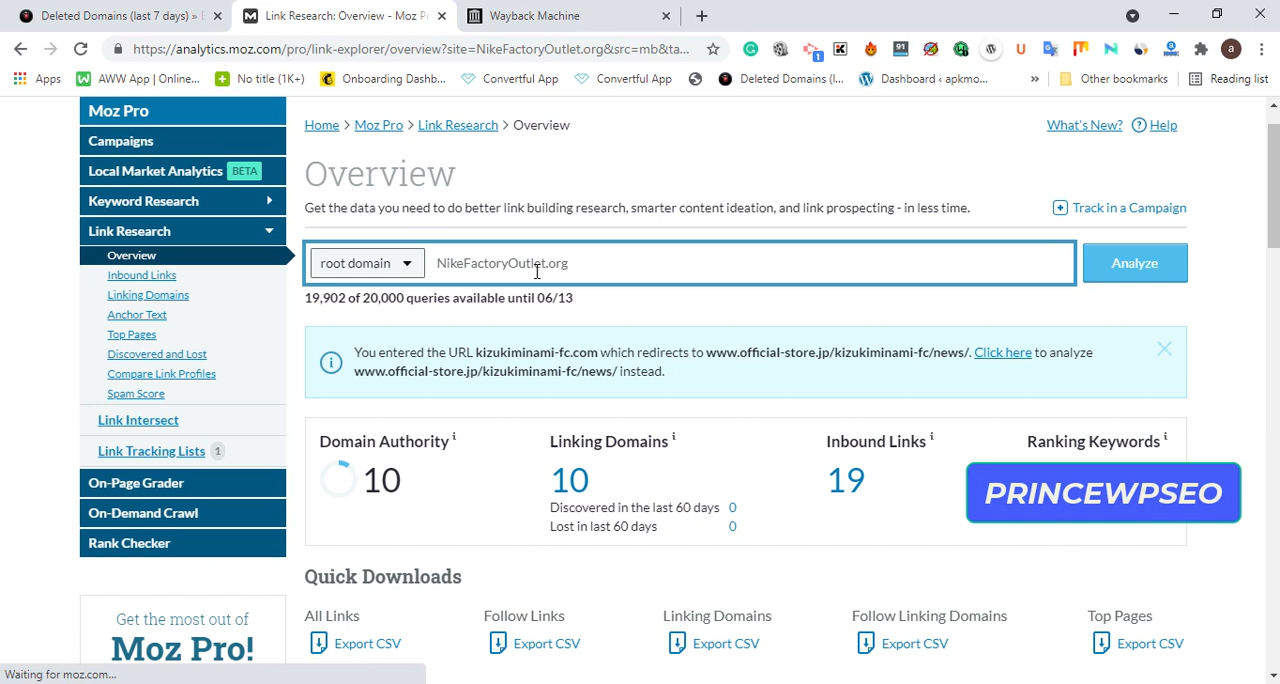 Deleted Domains (last 7 days) » E
Link Research: Overview - Moz P
Wayback Machine
https://analytics.moz.com/pro/link-explorer/overview?site=NikeFactoryOutlet.org&src=mb&ta...
Apps
AWW App | Online...
No title (1K+)
Onboarding Dashb...
Convertful App
Convertful App
Deleted Domains (l...
Dashboard ‹ apkmo...
»
Other bookmarks
Reading list
Moz Pro
Campaigns
Local Market Analytics BETA
Keyword Research
Link Research
Overview
Inbound Links
Linking Domains
Anchor Text
Top Pages
Discovered and Lost
Compare Link Profiles
Spam Score
Link Intersect
Link Tracking Lists 1
On-Page Grader
On-Demand Crawl
Rank Checker
Get the most out of
Moz Pro!
Home > Moz Pro > Link Research > Overview
What's New? Help
Overview
Get the data you need to do better link building research, smarter content ideation, and link prospecting - in less time.
Track in a Campaign
root domain NikeFactoryOutlet.org
Analyze
19,902 of 20,000 queries available until 06/13
You entered the URL kizukiminami-fc.com which redirects to www.official-store.jp/kizukiminami-fc/news/. Click here to analyze
www.official-store.jp/kizukiminami-fc/news/ instead.
Domain Authority
10
Linking Domains
10
Discovered in the last 60 days 0
Lost in last 60 days 0
Inbound Links
19
Ranking Keywords
PRINCEWPSEO
Quick Downloads
All Links
Export CSV
Follow Links
Export CSV
Linking Domains
Export CSV
Follow Linking Domains
Export CSV
Top Pages
Export CSV
Waiting for moz.com...